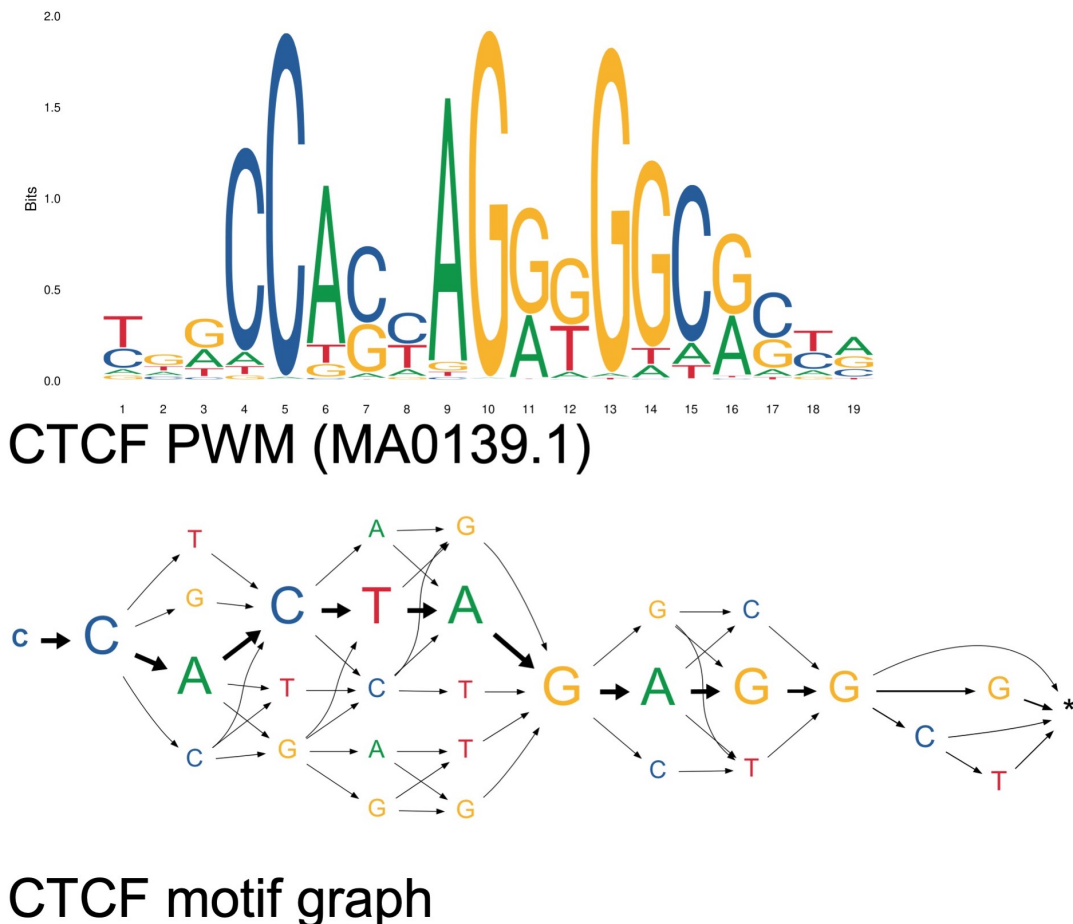 2.0
1.5
1.0
0.5
0.0
Bits
T G G C C A C C A G G G G G C G C T A
C T A A T G T G A T T A A G C G
A A T T G A A T A A T A A C
G C C G T T
1 2 3 4 5 6 7 8 9 10 11 12 13 14 15 16 17 18 19
CTCF PWM (MA0139.1)
A G
T
G C T A G C
c C
A T C T G A G G G *
C G A T C
C T T
G G
CTCF motif graph